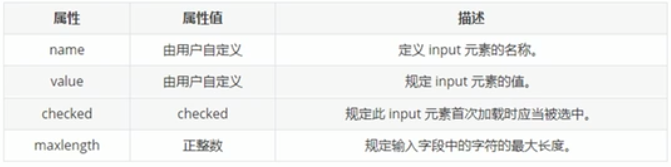 属性 属性值 描述
name 由用户自定义 定义 input 元素的名称。
value 由用户自定义 规定 input 元素的值。
checked checked 规定此 input 元素首次加载时应当被选中。
maxlength 正整数 规定输入字段中的字符的最大长度。